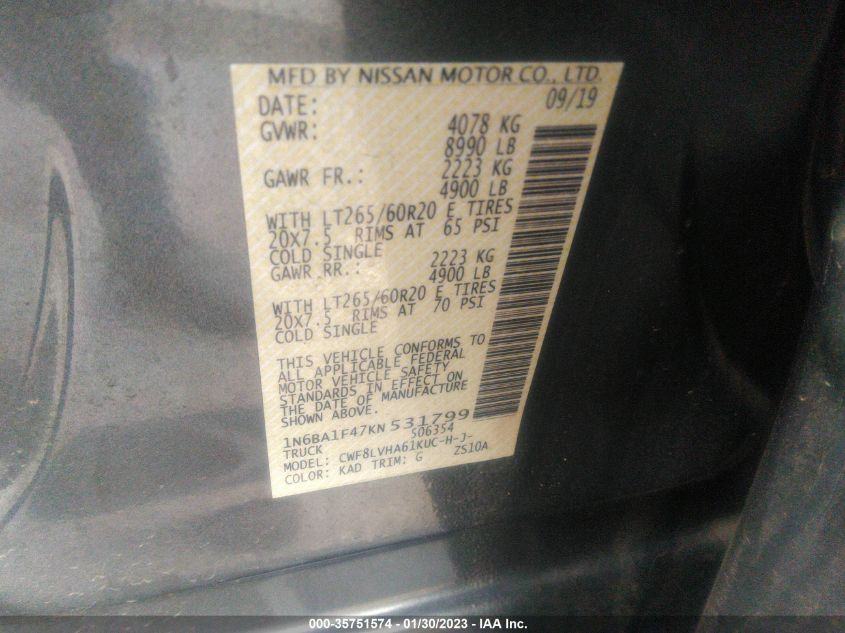 MFD BY NISSAN MOTOR CO., LTD.
DATE: 09/19
GVWR: 4078 KG
8990 LB
GAWR FR.: 2223 KG
4900 LB
WITH LT265/60R20 E TIRES
20X7.5 RIMS AT 65 PSI
COLD SINGLE
GAWR RR.: 2223 KG
4900 LB
WITH LT265/60R20 E TIRES
20X7.5 RIMS AT 70 PSI
COLD SINGLE
THIS VEHICLE CONFORMS TO
ALL APPLICABLE FEDERAL
MOTOR VEHICLE SAFETY
STANDARDS IN EFFECT ON
THE DATE OF MANUFACTURE
SHOWN ABOVE.
1N6BA1F47KN531799
TRUCK S06354
MODEL: CWF8LVHA61KUC-H-J-
COLOR: KAD TRIM: G ZS10A
000-35751574 - 01/30/2023 - IAA Inc.